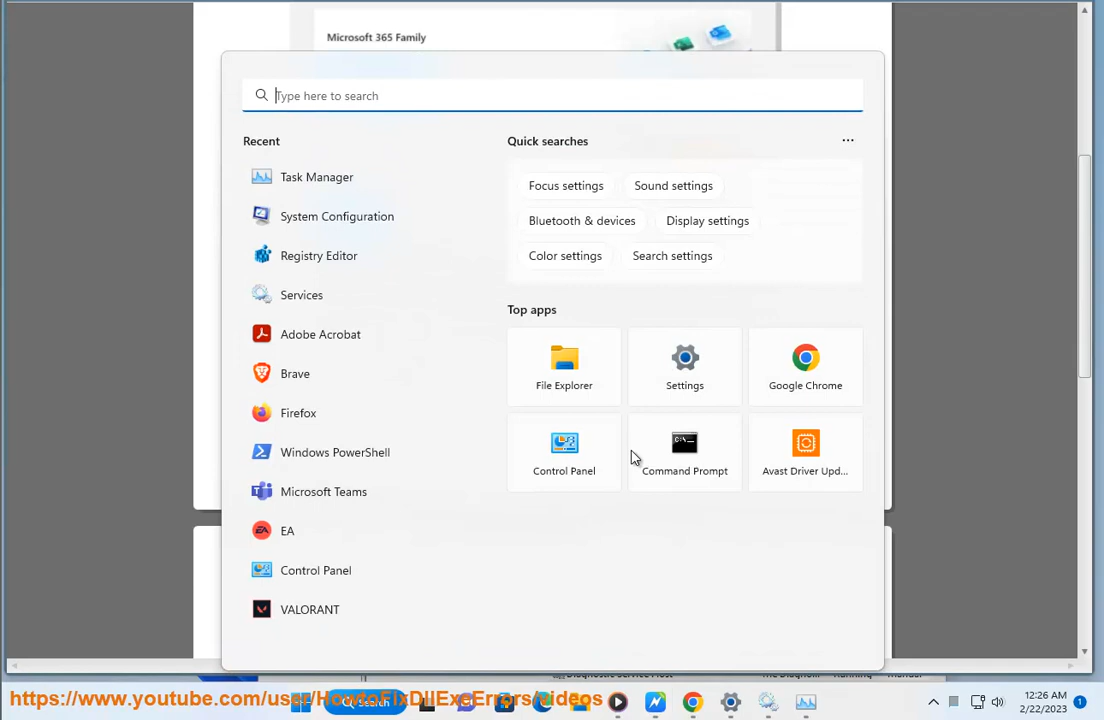 Microsoft 365 Family
Type here to search
Recent
Quick searches
Task Manager
Focus settings
Sound settings
System Configuration
Bluetooth & devices
Display settings
Registry Editor
Color settings
Search settings
Services
Top apps
Adobe Acrobat
Brave
File Explorer
Settings
Google Chrome
Firefox
Windows PowerShell
Control Panel
Command Prompt
Avast Driver Upd...
Microsoft Teams
EA
Control Panel
VALORANT
https://www.youtube.com/user/HowtoFixDllExeErrors/videos
12:26 AM
2/22/2023